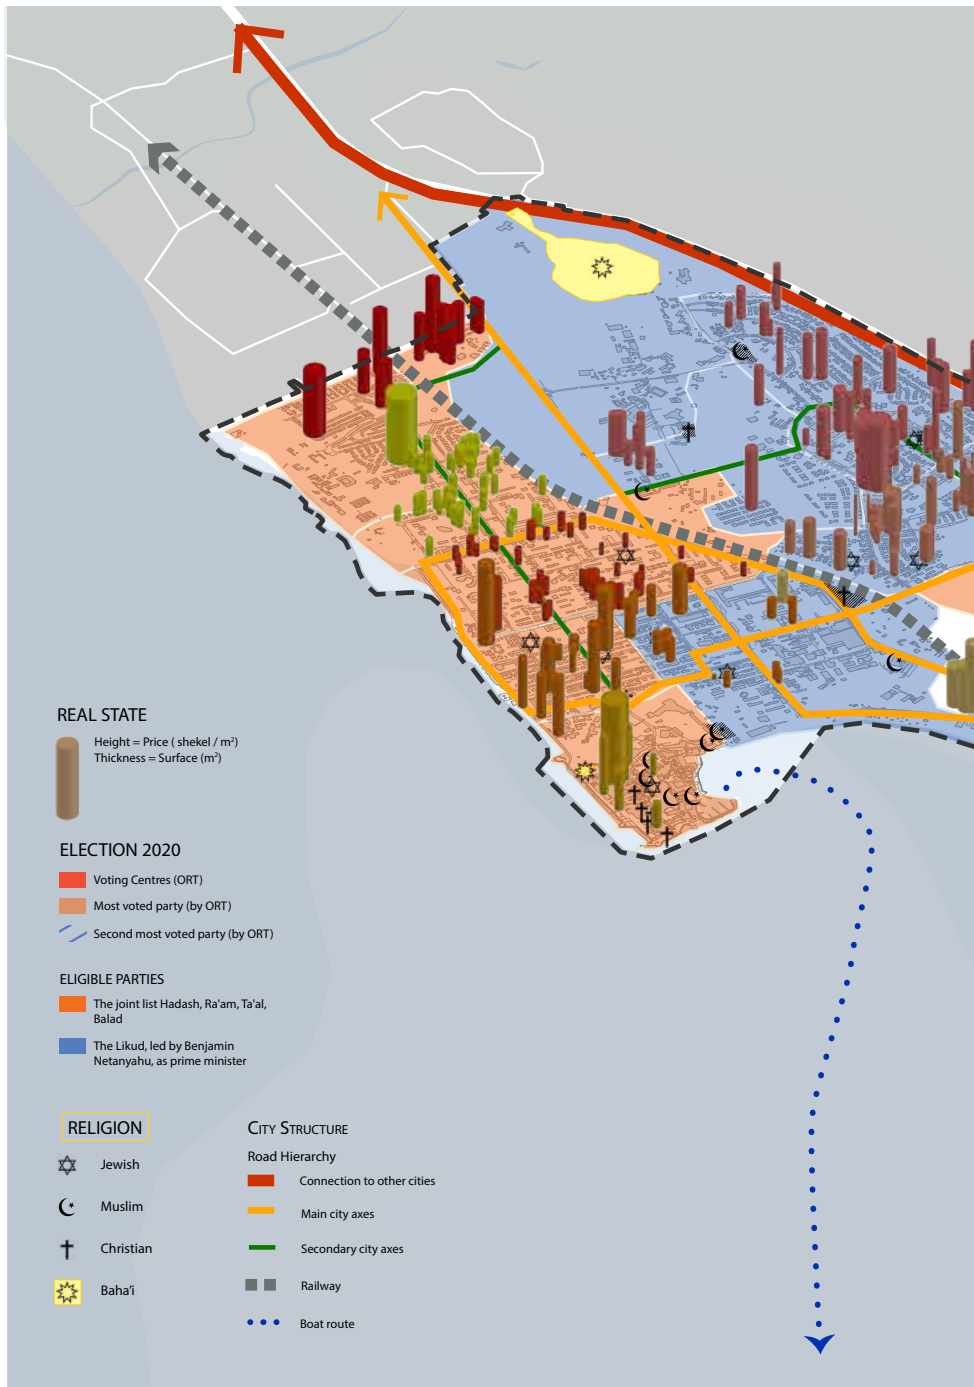 REAL STATE
Height = Price ( shekel / m²)
Thickness = Surface (m²)
ELECTION 2020
Voting Centres (ORT)
Most voted party (by ORT)
Second most voted party (by ORT)
ELIGIBLE PARTIES
The joint list Hadash, Ra'am, Ta'al,
Balad
The Likud, led by Benjamin
Netanyahu, as prime minister
RELIGION
Jewish
Muslim
Christian
Baha'i
CITY STRUCTURE
Road Hierarchy
Connection to other cities
Main city axes
Secondary city axes
Railway
Boat route